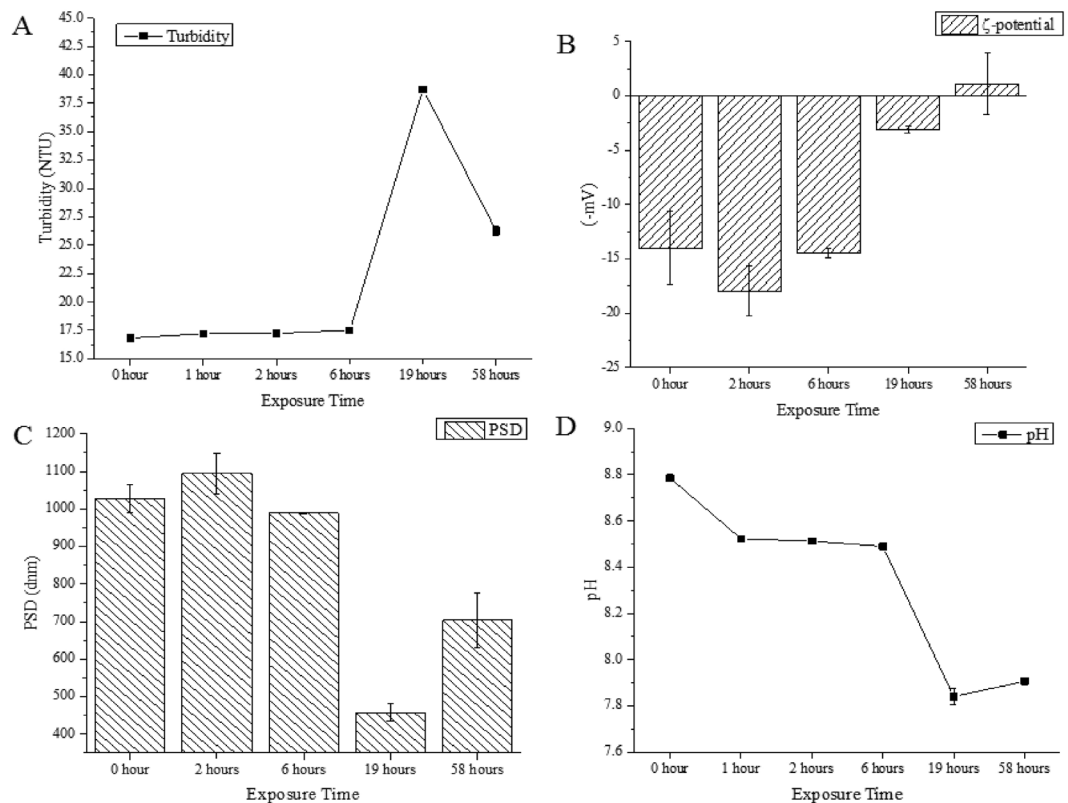 A
Turbidity
45.0
42.5
40.0
37.5
35.0
32.5
30.0
27.5
25.0
22.5
20.0
17.5
15.0
Turbidity (NTU)
0 hour 1 hour 2 hours 6 hours 19 hours 58 hours
Exposure Time
B
ζ-potential
5
0
-5
-10
-15
-20
-25
(-mV)
0 hour 2 hours 6 hours 19 hours 58 hours
Exposure Time
C
PSD
1200
1100
1000
900
800
700
600
500
400
PSD (dnm)
0 hour 2 hours 6 hours 19 hours 58 hours
Exposure Time
D
pH
9.0
8.8
8.6
8.4
8.2
8.0
7.8
7.6
pH
0 hour 1 hour 2 hours 6 hours 19 hours 58 hours
Exposure Time